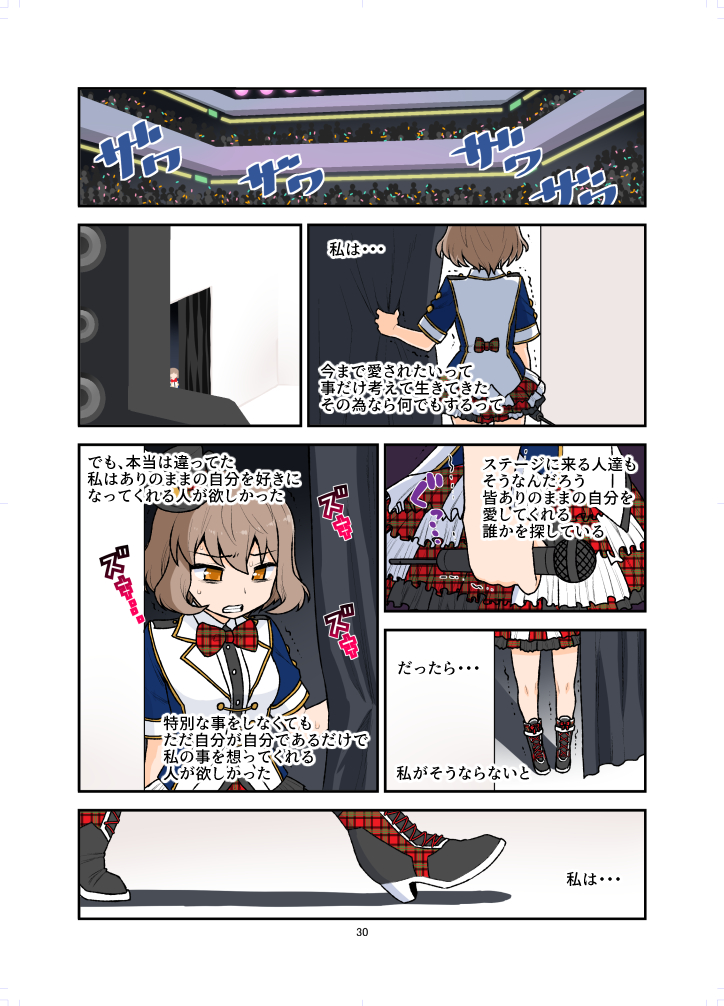 ザワ
ザワ
ザワ
ザワ
私は・・・
今まで愛されたいって
事だけ考えて生きてきた
その為なら何でもするって
ステージに来る人達も
そうなんだろう
皆ありのままの自分を
愛してくれる
誰かを探している
ぐっ・・・
でも、本当は違ってた
私はありのままの自分を好きに
なってくれる人が欲しかった
ズキ
ズキ
ズキ・・・
特別な事をしなくても
ただ自分が自分であるだけで
私の事を想ってくれる
人が欲しかった
だったら・・・
私がそうならないと
私は・・・
30